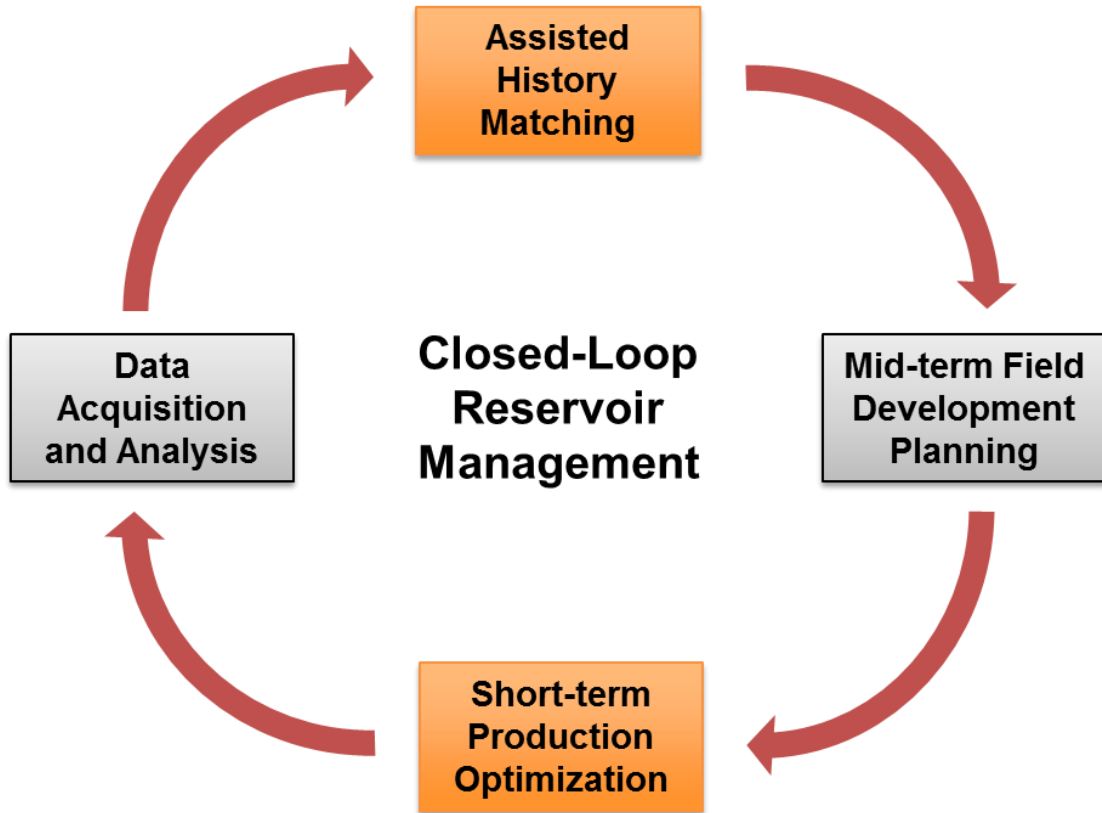 Assisted
History
Matching
Data
Acquisition
and Analysis
Closed-Loop
Reservoir
Management
Mid-term Field
Development
Planning
Short-term
Production
Optimization